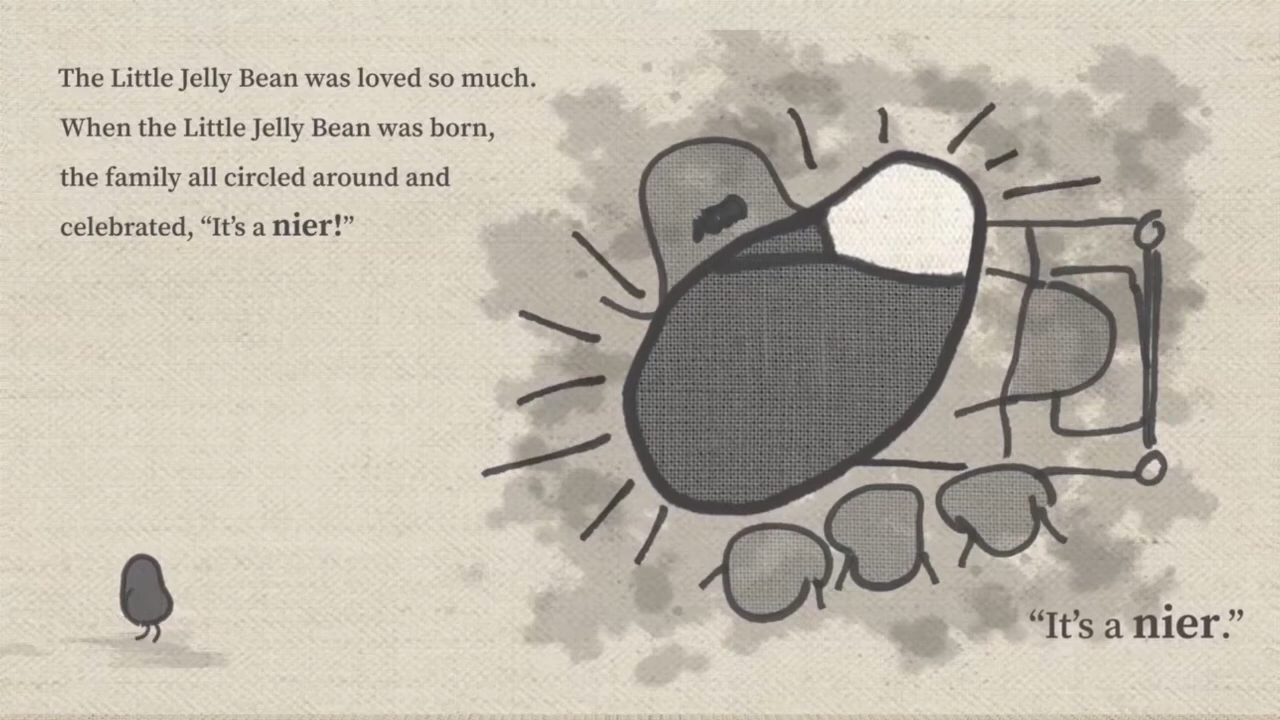 The Little Jelly Bean was loved so much.
When the Little Jelly Bean was born,
the family all circled around and
celebrated, “It’s a nier!”
“It’s a nier.”